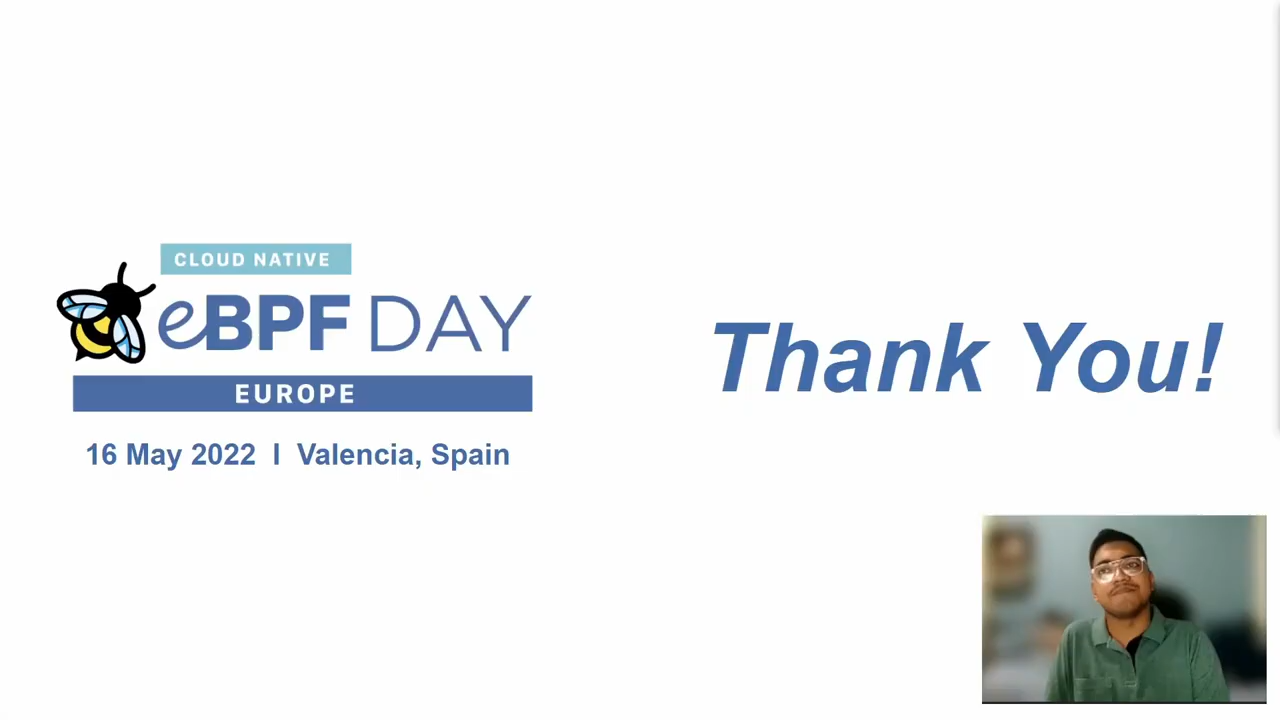 CLOUD NATIVE
eBPF DAY
EUROPE
16 May 2022 I Valencia, Spain
Thank You!